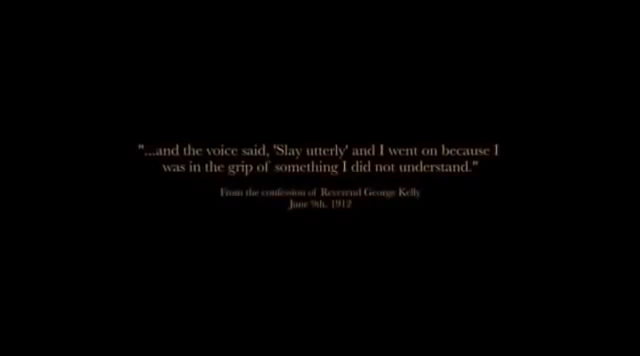 "...and the voice said, 'Slay utterly' and I went on because I
was in the grip of something I did not understand."
From the confession of Reverend George Kelly
June 9th, 1912